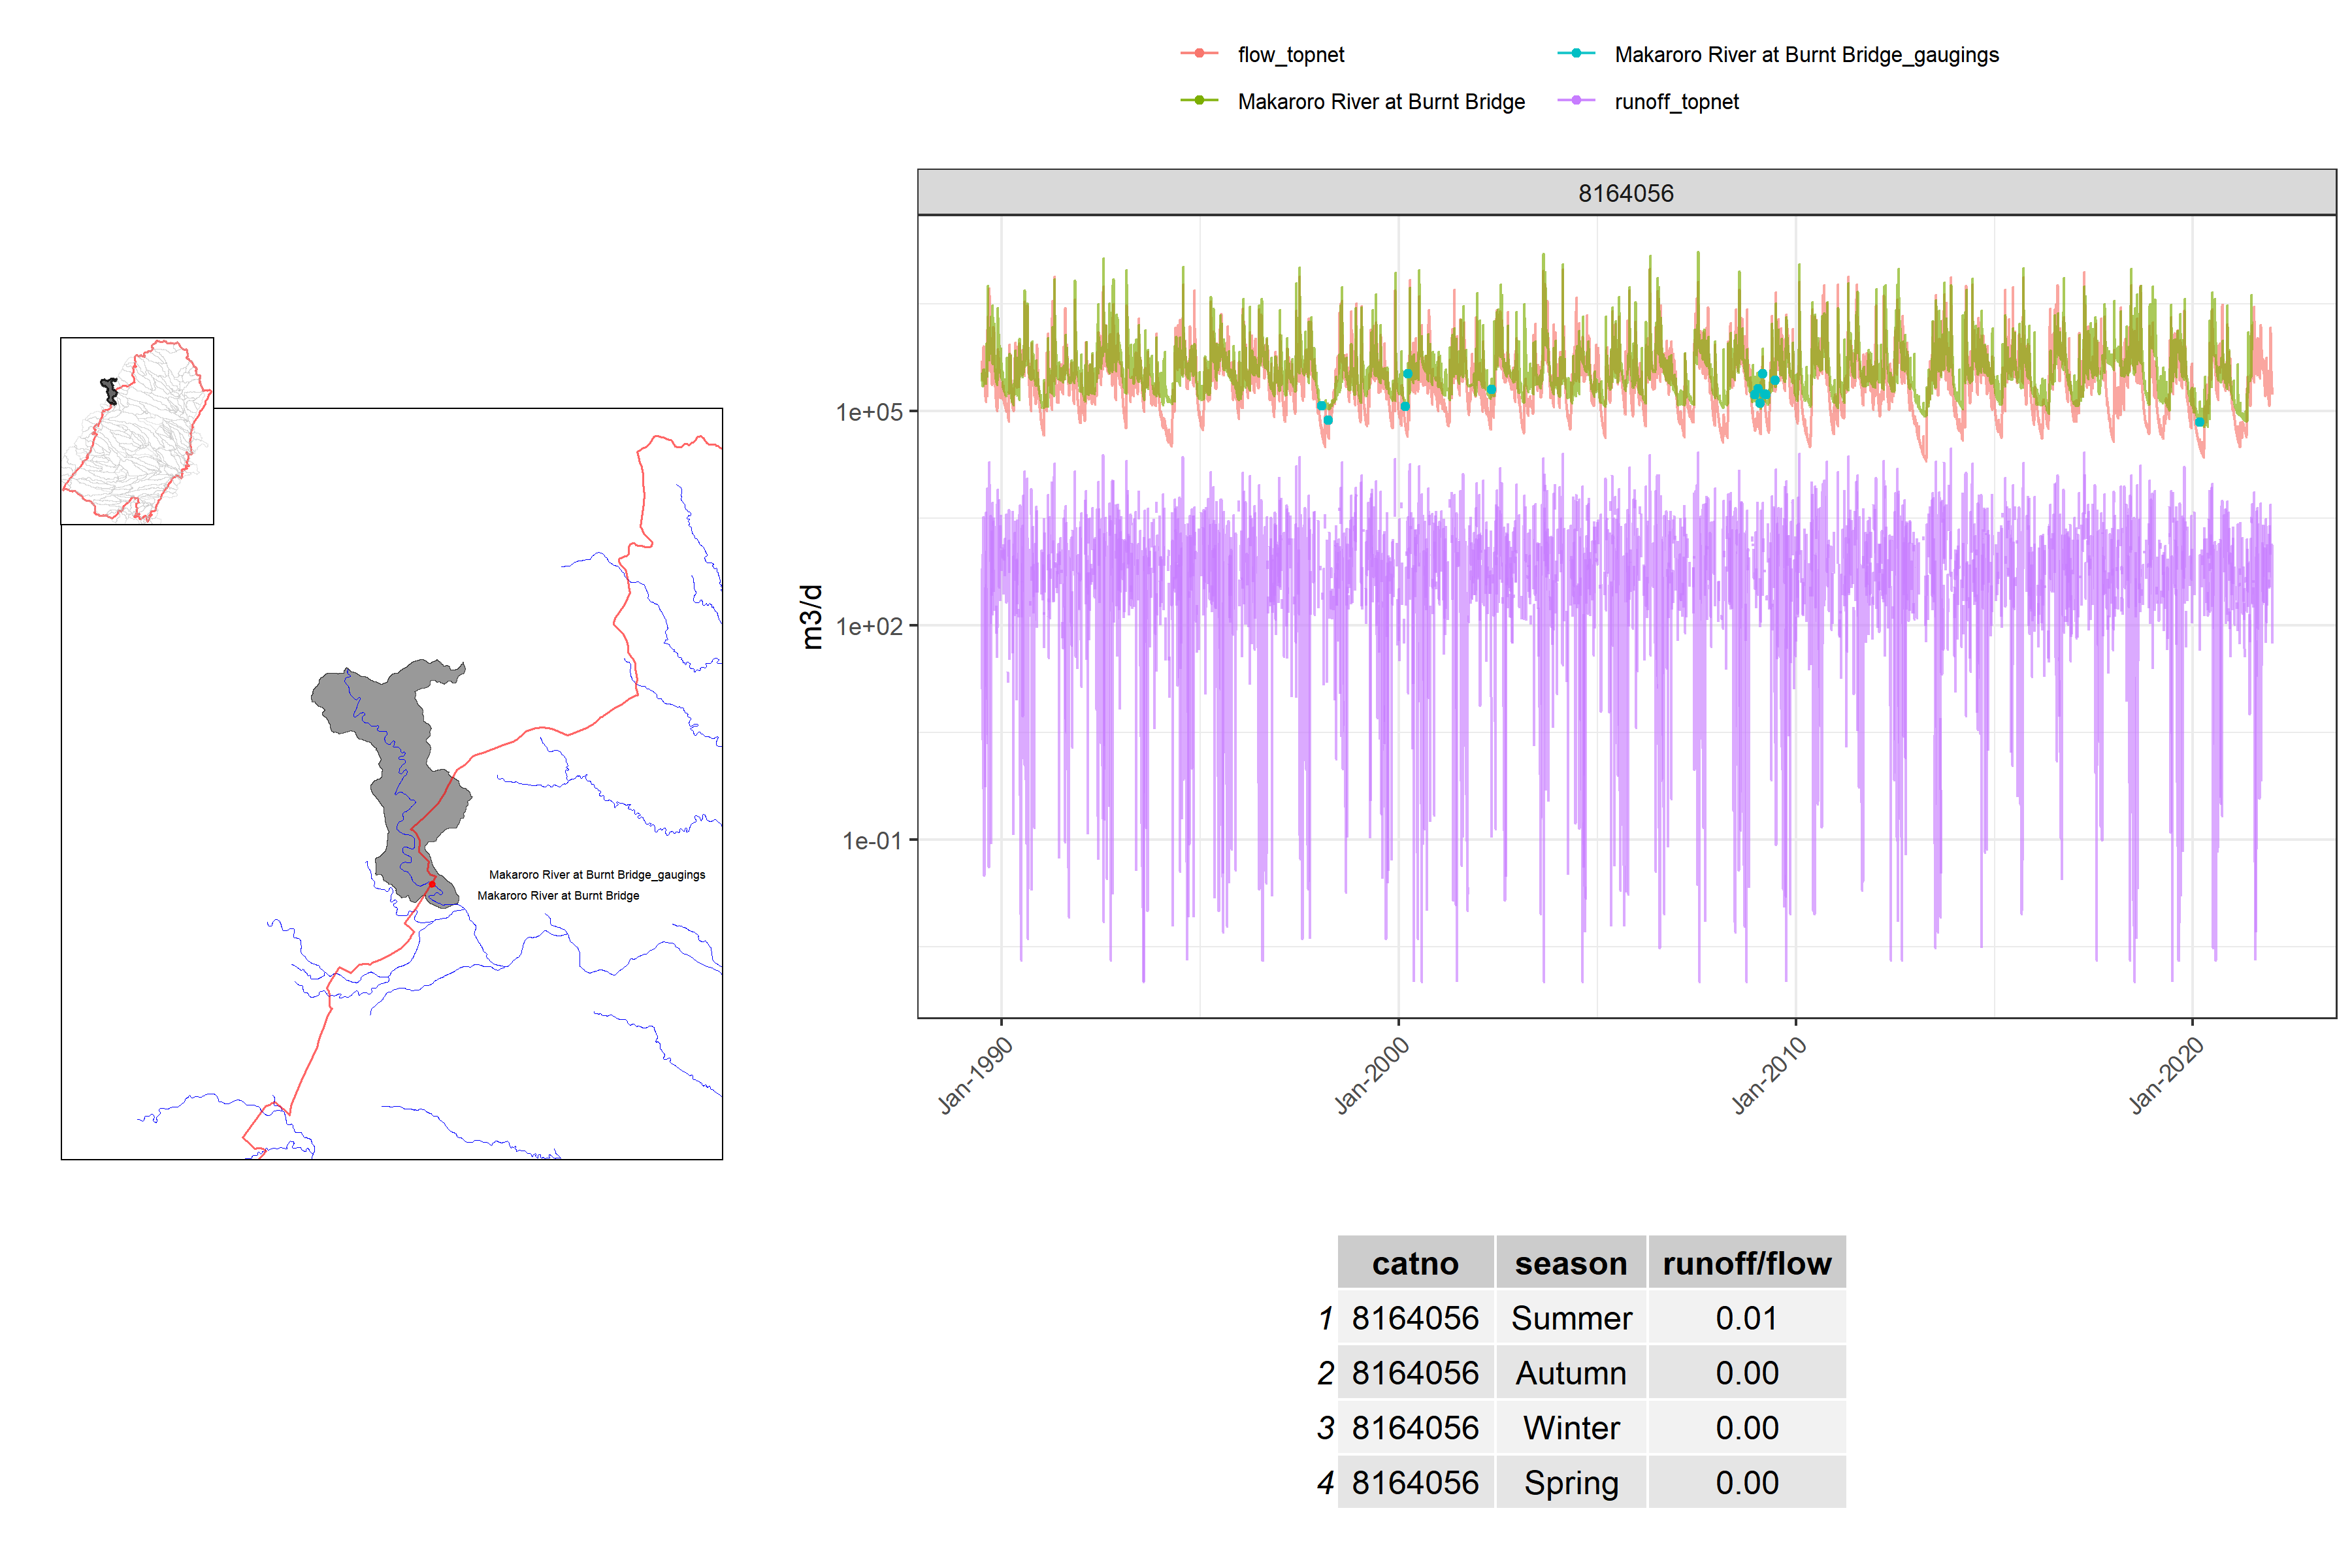 flow_topnet
Makaroro River at Burnt Bridge_gaugings
Makaroro River at Burnt Bridge
runoff_topnet
8164056
m3/d
1e+05
1e+02
1e-01
Jan-1990
Jan-2000
Jan-2010
Jan-2020
Makaroro River at Burnt Bridge_gaugings
Makaroro River at Burnt Bridge
catno season runoff/flow
1 8164056 Summer 0.01
2 8164056 Autumn 0.00
3 8164056 Winter 0.00
4 8164056 Spring 0.00